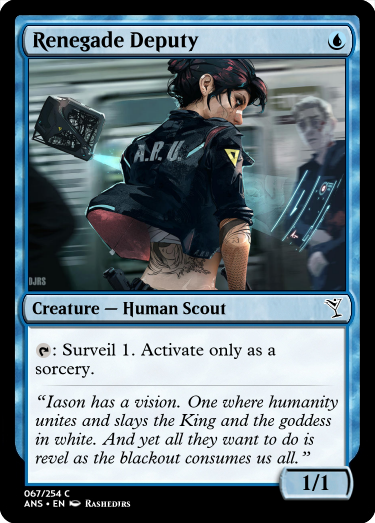 Renegade Deputy
A.R.U.
DJRS
Creature — Human Scout
: Surveil 1. Activate only as a
sorcery.
“Iason has a vision. One where humanity
unites and slays the King and the goddess
in white. And yet all they want to do is
revel as the blackout consumes us all.”
1/1
067/254 C
ANS • EN Rashedjrs